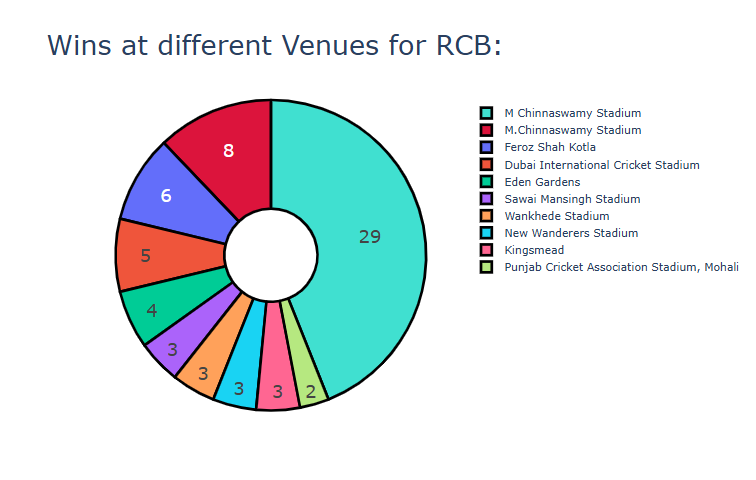 Wins at different Venues for RCB:
M Chinnaswamy Stadium
M.Chinnaswamy Stadium
Feroz Shah Kotla
Dubai International Cricket Stadium
Eden Gardens
Sawai Mansingh Stadium
Wankhede Stadium
New Wanderers Stadium
Kingsmead
Punjab Cricket Association Stadium, Mohali
8
29
6
5
4
3
3
3
3
2